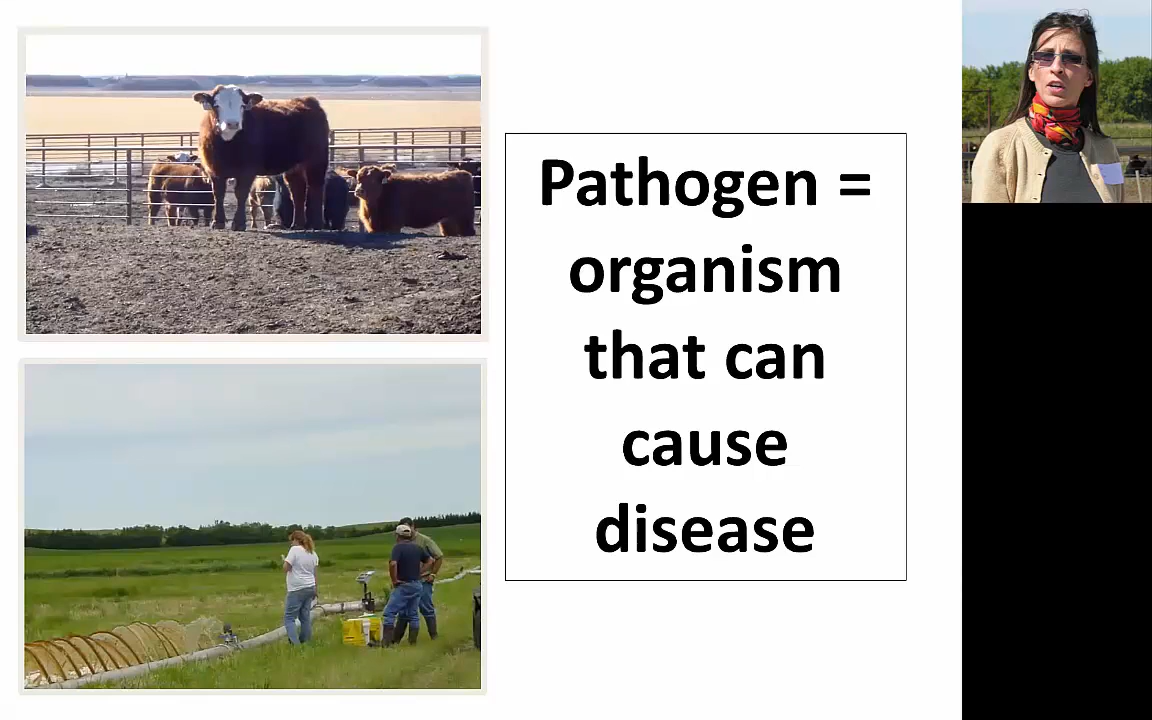 Pathogen =
organism
that can
cause
disease